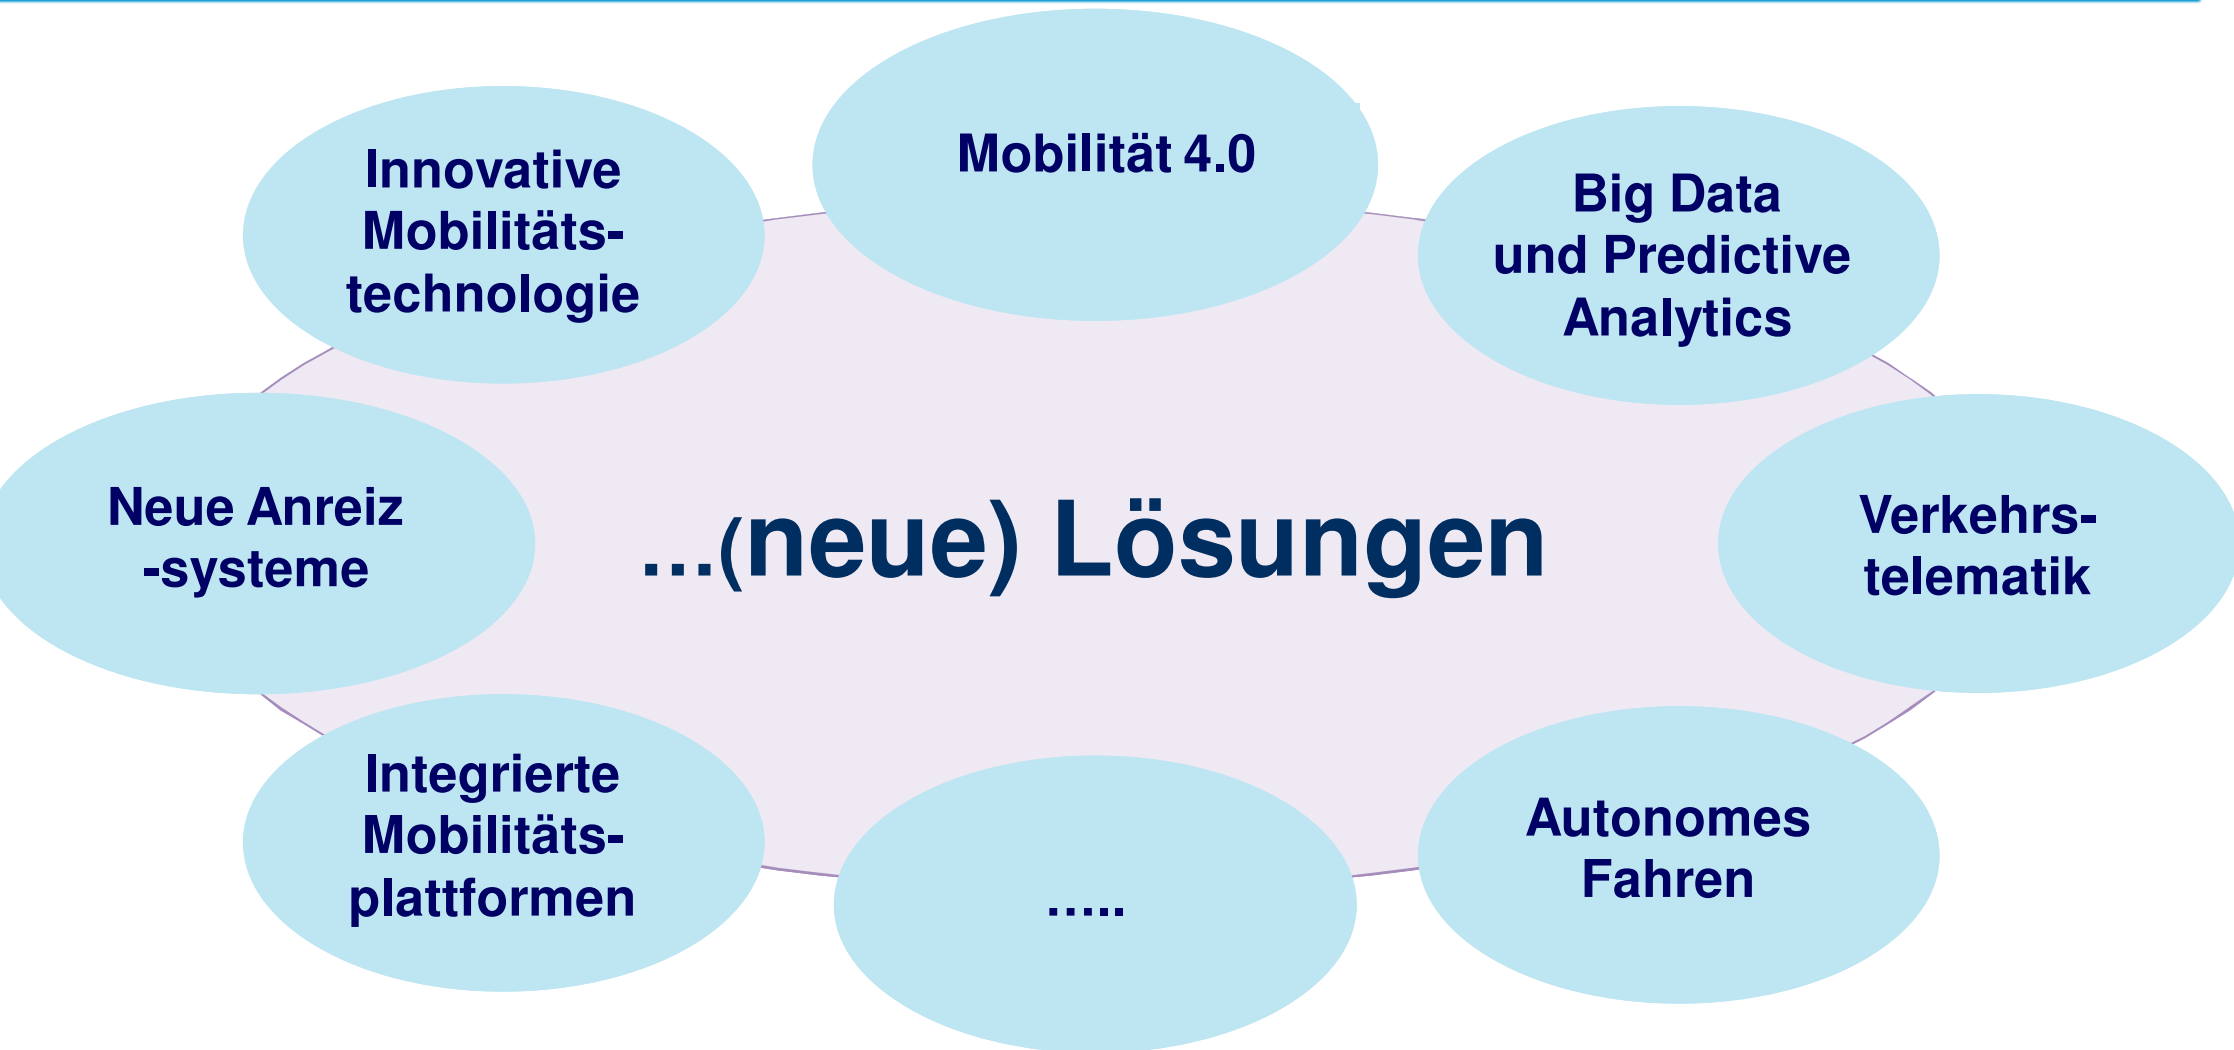 Mobilität 4.0
Innovative
Mobilitäts-
technologie
Big Data
und Predictive
Analytics
Neue Anreiz
-systeme
...(neue) Lösungen
Verkehrs-
telematik
Integrierte
Mobilitäts-
plattformen
.....
Autonomes
Fahren